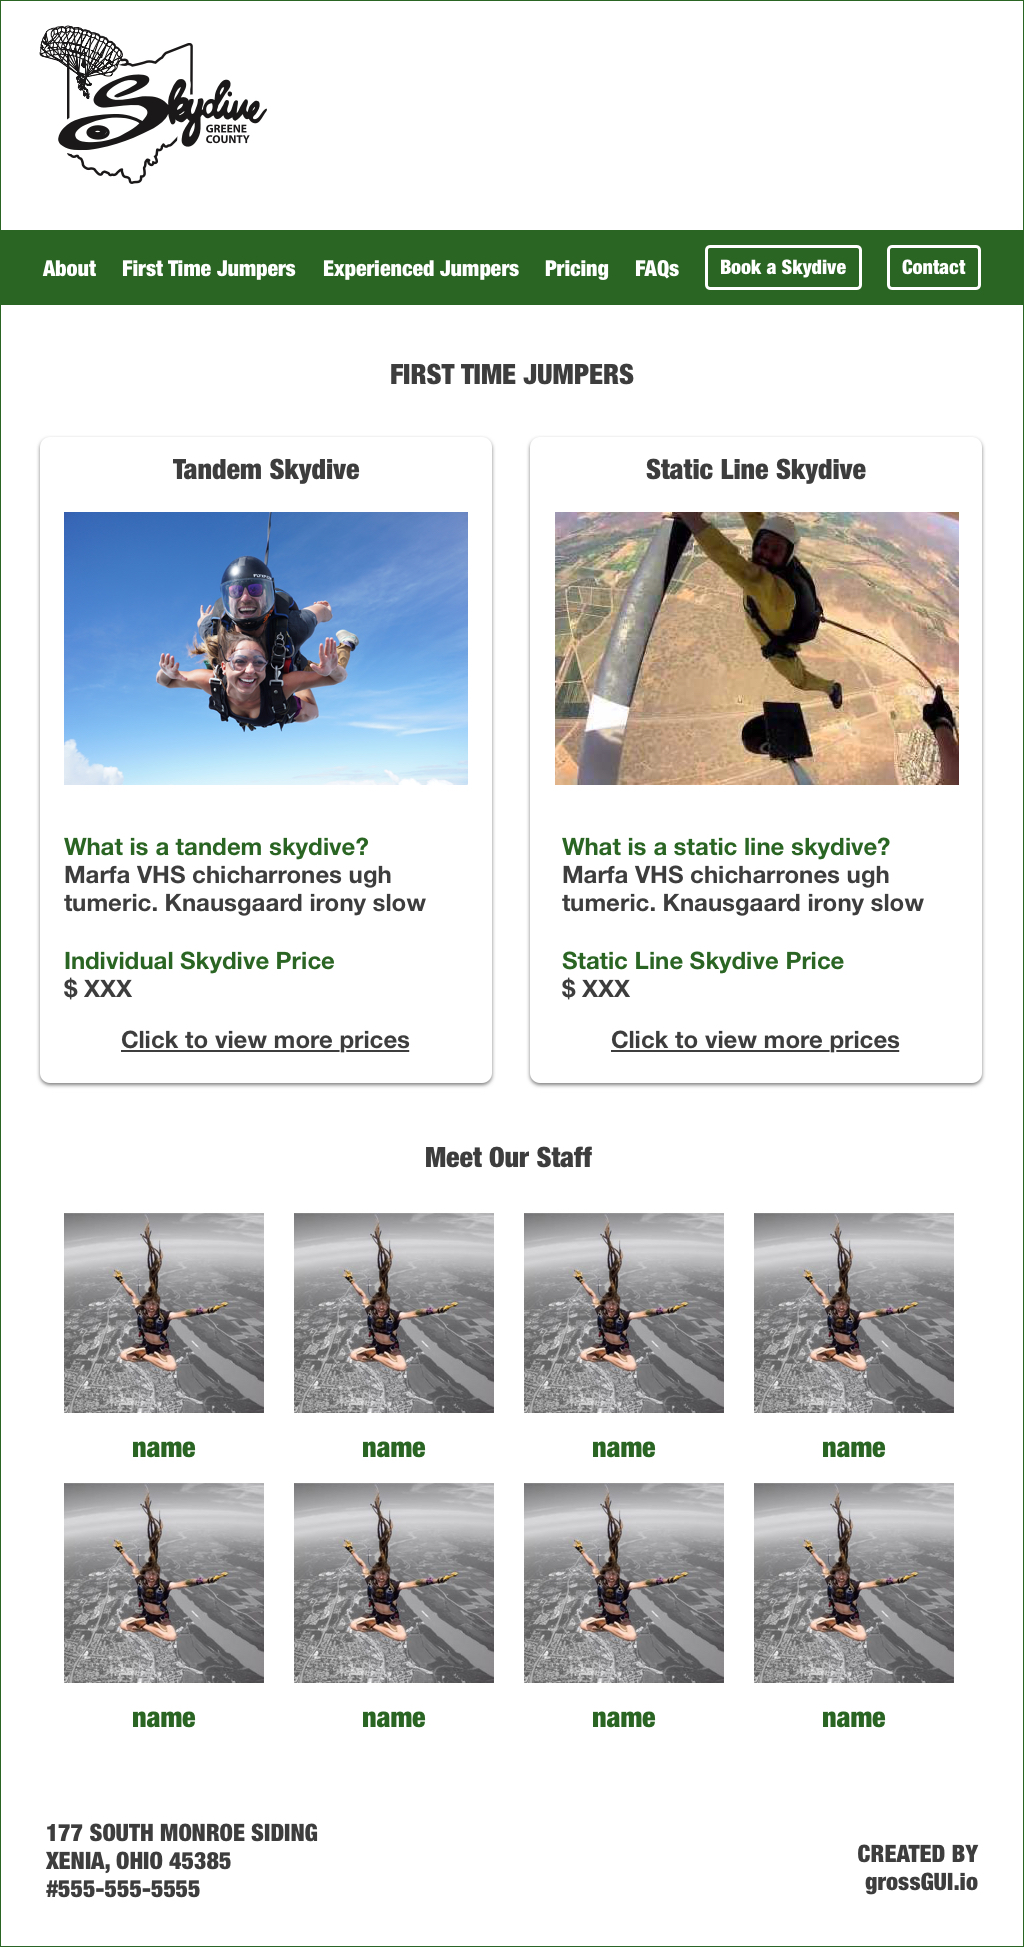 Skydive
GREENE
COUNTY
About First Time Jumpers Experienced Jumpers Pricing FAQs Book a Skydive Contact
FIRST TIME JUMPERS
Tandem Skydive
Static Line Skydive
What is a tandem skydive?
Marfa VHS chicharrones ugh
tumeric. Knausgaard irony slow
Individual Skydive Price
$ XXX
Click to view more prices
What is a static line skydive?
Marfa VHS chicharrones ugh
tumeric. Knausgaard irony slow
Static Line Skydive Price
$ XXX
Click to view more prices
Meet Our Staff
name name name name
name name name name
177 SOUTH MONROE SIDING
XENIA, OHIO 45385
#555-555-5555
CREATED BY
grossGUI.io